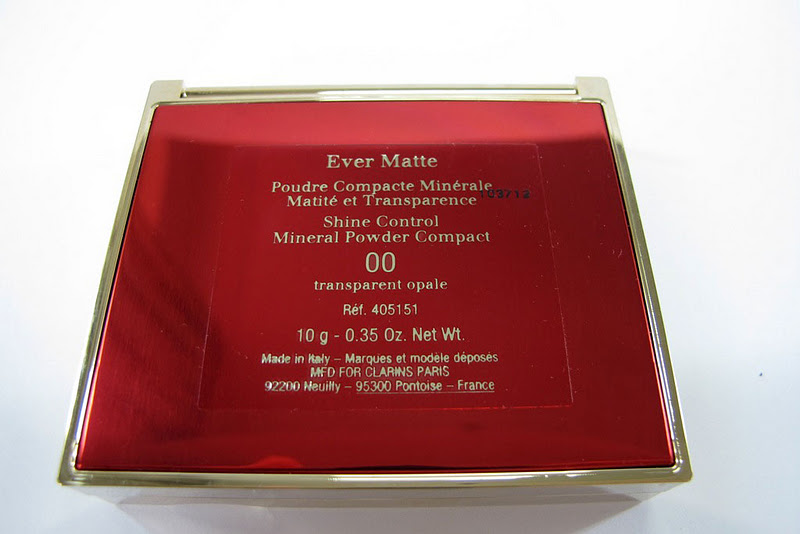 Ever Matte
Poudre Compacte Minérale
Matité et Transparence 103712
Shine Control
Mineral Powder Compact
00
transparent opale
Réf. 405151
10 g - 0.35 Oz. Net Wt.
Made in Italy – Marques et modèle déposés
MFD FOR CLARINS PARIS
92200 Neuilly – 95300 Pontoise – France